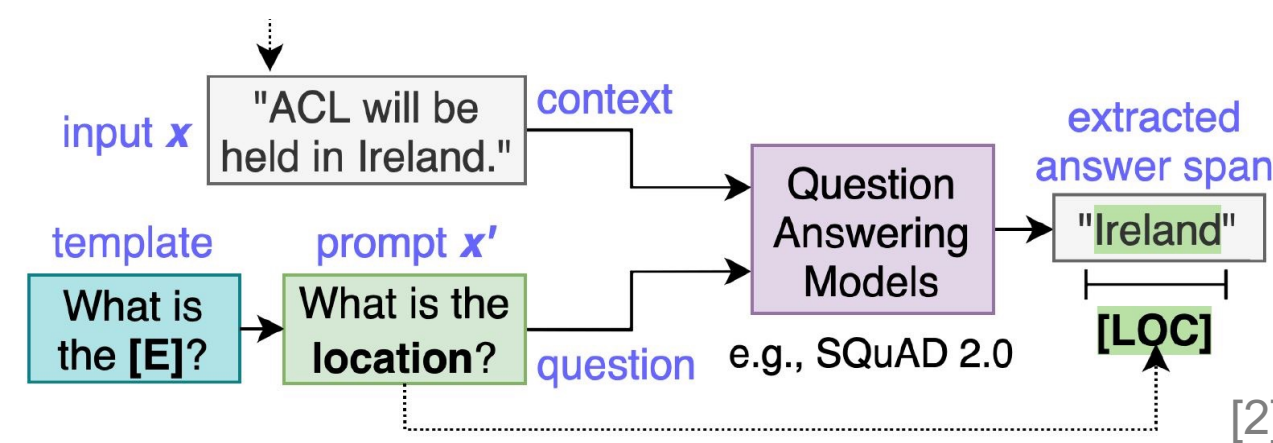 input x
"ACL will be
held in Ireland."
context
template
What is
the [E]?
prompt x'
What is the
location?
question
Question
Answering
Models
e.g., SQuAD 2.0
extracted
answer span
"Ireland"
[LOC]
[2]